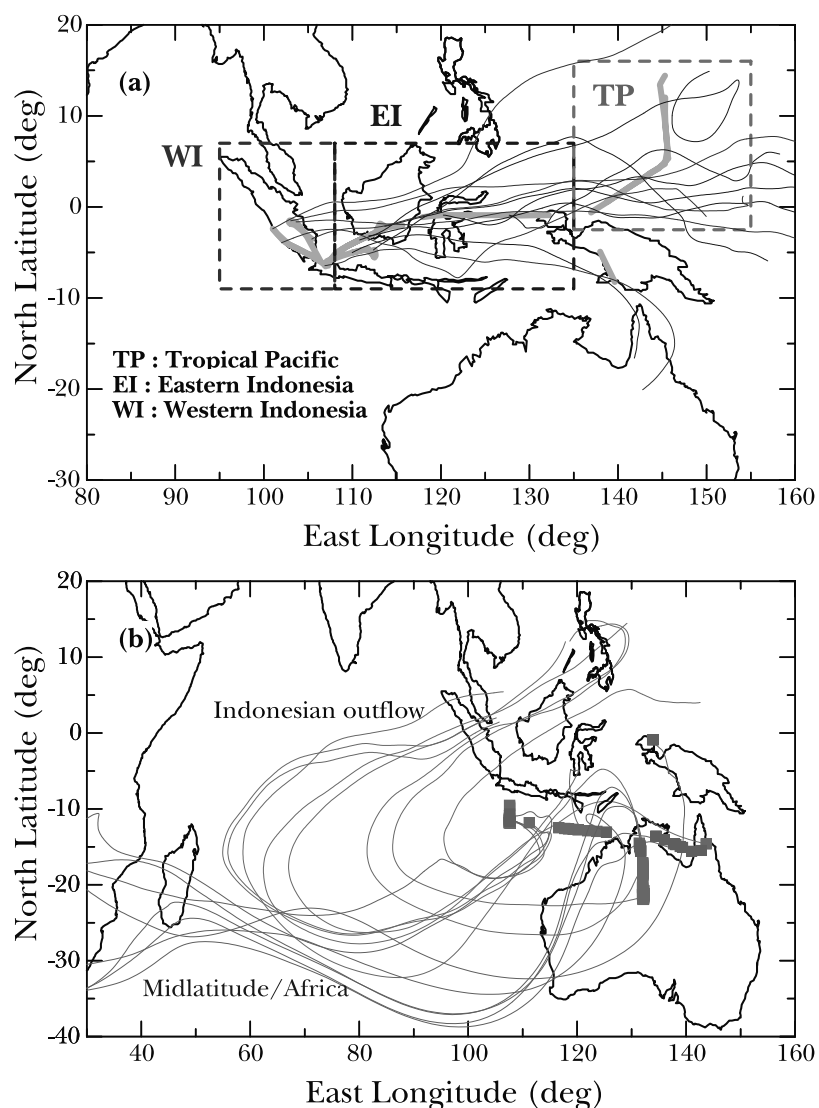 20
(a)
TP
10
EI
WI
0
-10
TP : Tropical Pacific
EI : Eastern Indonesia
-20
WI : Western Indonesia
-30
80 90 100 110 120 130 140 150 160
East Longitude (deg)
North Latitude (deg)
20
(b)
10
Indonesian outflow
0
-10
-20
-30
Midlatitude/Africa
-40
40 60 80 100 120 140 160
East Longitude (deg)
North Latitude (deg)